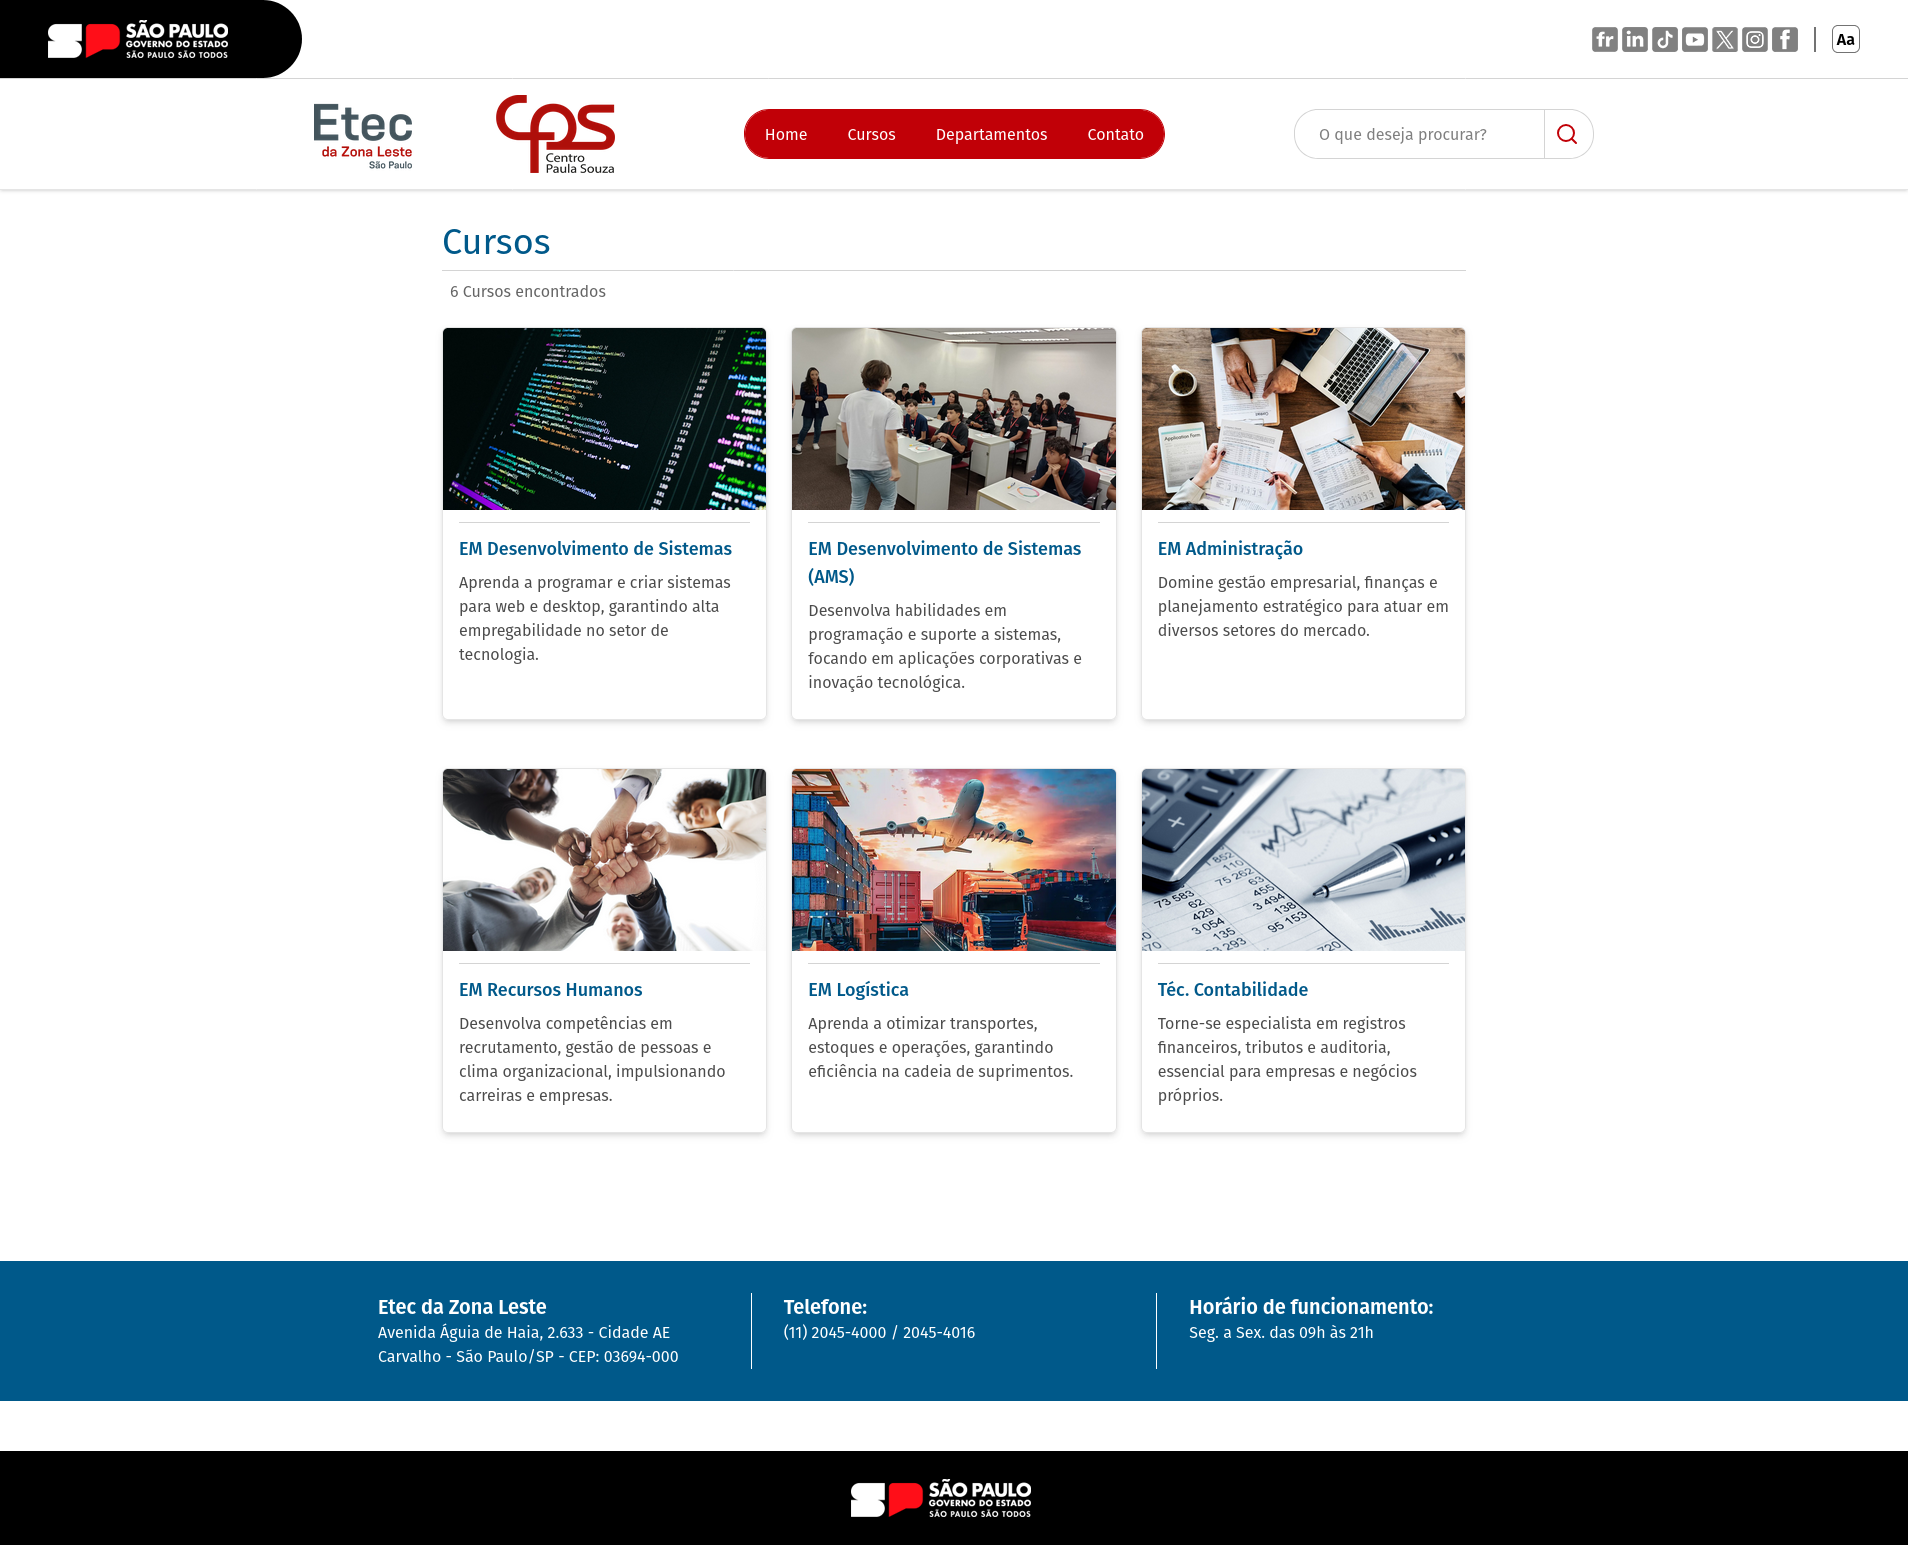 SÃO PAULO
GOVERNO DO ESTADO
SÃO PAULO SÃO TODOS
fr in f Aa
Etec
da Zona Leste
São Paulo
cps
Centro
Paula Souza
Home Cursos Departamentos Contato
O que deseja procurar?
Cursos
6 Cursos encontrados
EM Desenvolvimento de Sistemas
Aprenda a programar e criar sistemas
para web e desktop, garantindo alta
empregabilidade no setor de
tecnologia.
EM Desenvolvimento de Sistemas
(AMS)
Desenvolva habilidades em
programação e suporte a sistemas,
focando em aplicações corporativas e
inovação tecnológica.
Application Form
EM Administração
Domine gestão empresarial, finanças e
planejamento estratégico para atuar em
diversos setores do mercado.
EM Recursos Humanos
Desenvolva competências em
recrutamento, gestão de pessoas e
clima organizacional, impulsionando
carreiras e empresas.
EM Logística
Aprenda a otimizar transportes,
estoques e operações, garantindo
eficiência na cadeia de suprimentos.
Téc. Contabilidade
Torne-se especialista em registros
financeiros, tributos e auditoria,
essencial para empresas e negócios
próprios.
Etec da Zona Leste
Avenida Águia de Haia, 2.633 - Cidade AE
Carvalho - São Paulo/SP - CEP: 03694-000
Telefone:
(11) 2045-4000 / 2045-4016
Horário de funcionamento:
Seg. a Sex. das 09h às 21h
SÃO PAULO
GOVERNO DO ESTADO
SÃO PAULO SÃO TODOS